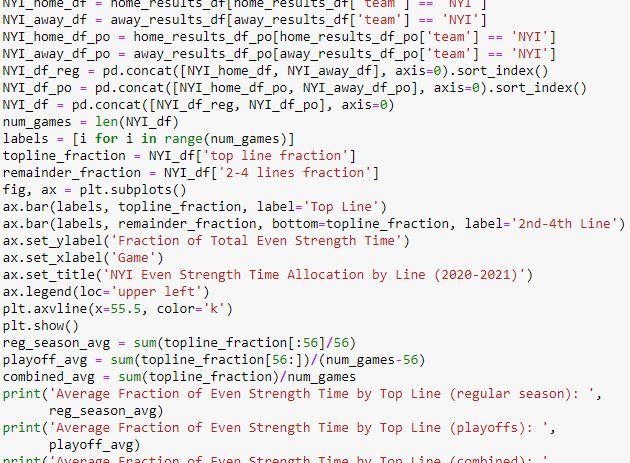 NYI_home_df = home_results_df[home_results_df['team'] == 'NYI']
NYI_away_df = away_results_df[away_results_df['team'] == 'NYI']
NYI_home_df_po = home_results_df_po[home_results_df_po['team'] == 'NYI']
NYI_away_df_po = away_results_df_po[away_results_df_po['team'] == 'NYI']
NYI_df_reg = pd.concat([NYI_home_df, NYI_away_df], axis=0).sort_index()
NYI_df_po = pd.concat([NYI_home_df_po, NYI_away_df_po], axis=0).sort_index()
NYI_df = pd.concat([NYI_df_reg, NYI_df_po], axis=0)
num_games = len(NYI_df)
labels = [i for i in range(num_games)]
topline_fraction = NYI_df['top line fraction']
remainder_fraction = NYI_df['2-4 lines fraction']
fig, ax = plt.subplots()
ax.bar(labels, topline_fraction, label='Top Line')
ax.bar(labels, remainder_fraction, bottom=topline_fraction, label='2nd-4th Line')
ax.set_ylabel('Fraction of Total Even Strength Time')
ax.set_xlabel('Game')
ax.set_title('NYI Even Strength Time Allocation by Line (2020-2021)')
ax.legend(loc='upper left')
plt.axvline(x=55.5, color='k')
plt.show()
reg_season_avg = sum(topline_fraction[:56]/56)
playoff_avg = sum(topline_fraction[56:])/(num_games-56)
combined_avg = sum(topline_fraction)/num_games
print('Average Fraction of Even Strength Time by Top Line (regular season): ',
reg_season_avg)
print('Average Fraction of Even Strength Time by Top Line (playoffs): ',
playoff_avg)
print('Average Fraction of Even Strength Time by Top Line (combined): '